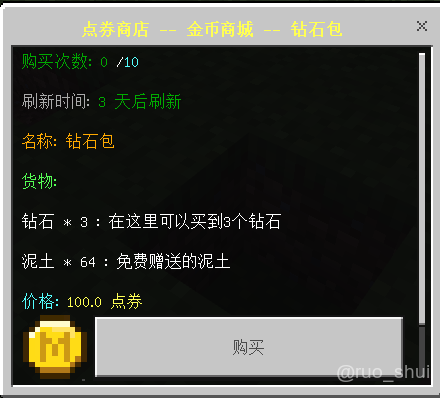 点券商店 -- 金币商城 -- 钻石包
购买次数: 0 /10
刷新时间: 3 天后刷新
名称: 钻石包
货物:
钻石 * 3 : 在这里可以买到3个钻石
泥土 * 64 : 免费赠送的泥土
价格: 100.0 点券
M
购买
@ruo_shui